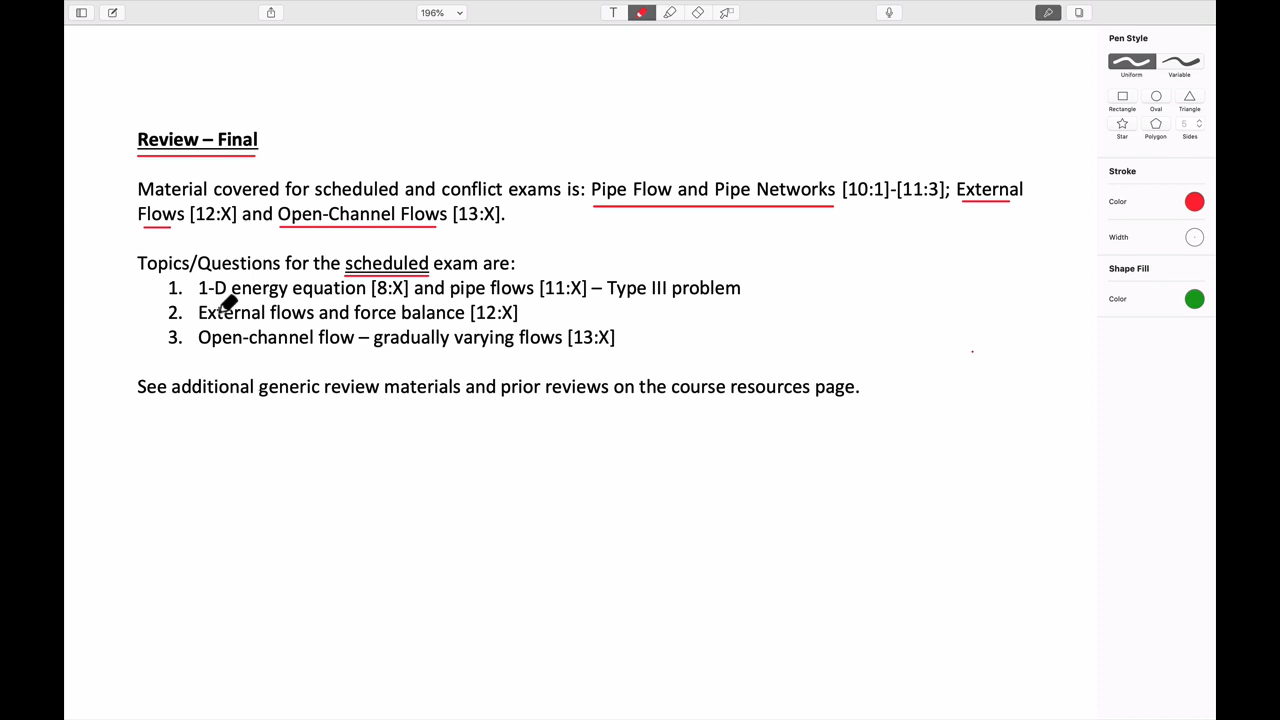 196%
T
Pen Style
Uniform
Variable
Rectangle
Oval
Triangle
Star
Polygon
5
Sides
Stroke
Color
Width
Shape Fill
Color
Review – Final
Material covered for scheduled and conflict exams is: Pipe Flow and Pipe Networks [10:1]-[11:3]; External
Flows [12:X] and Open-Channel Flows [13:X].
Topics/Questions for the scheduled exam are:
1. 1-D energy equation [8:X] and pipe flows [11:X] – Type III problem
2. External flows and force balance [12:X]
3. Open-channel flow – gradually varying flows [13:X]
See additional generic review materials and prior reviews on the course resources page.